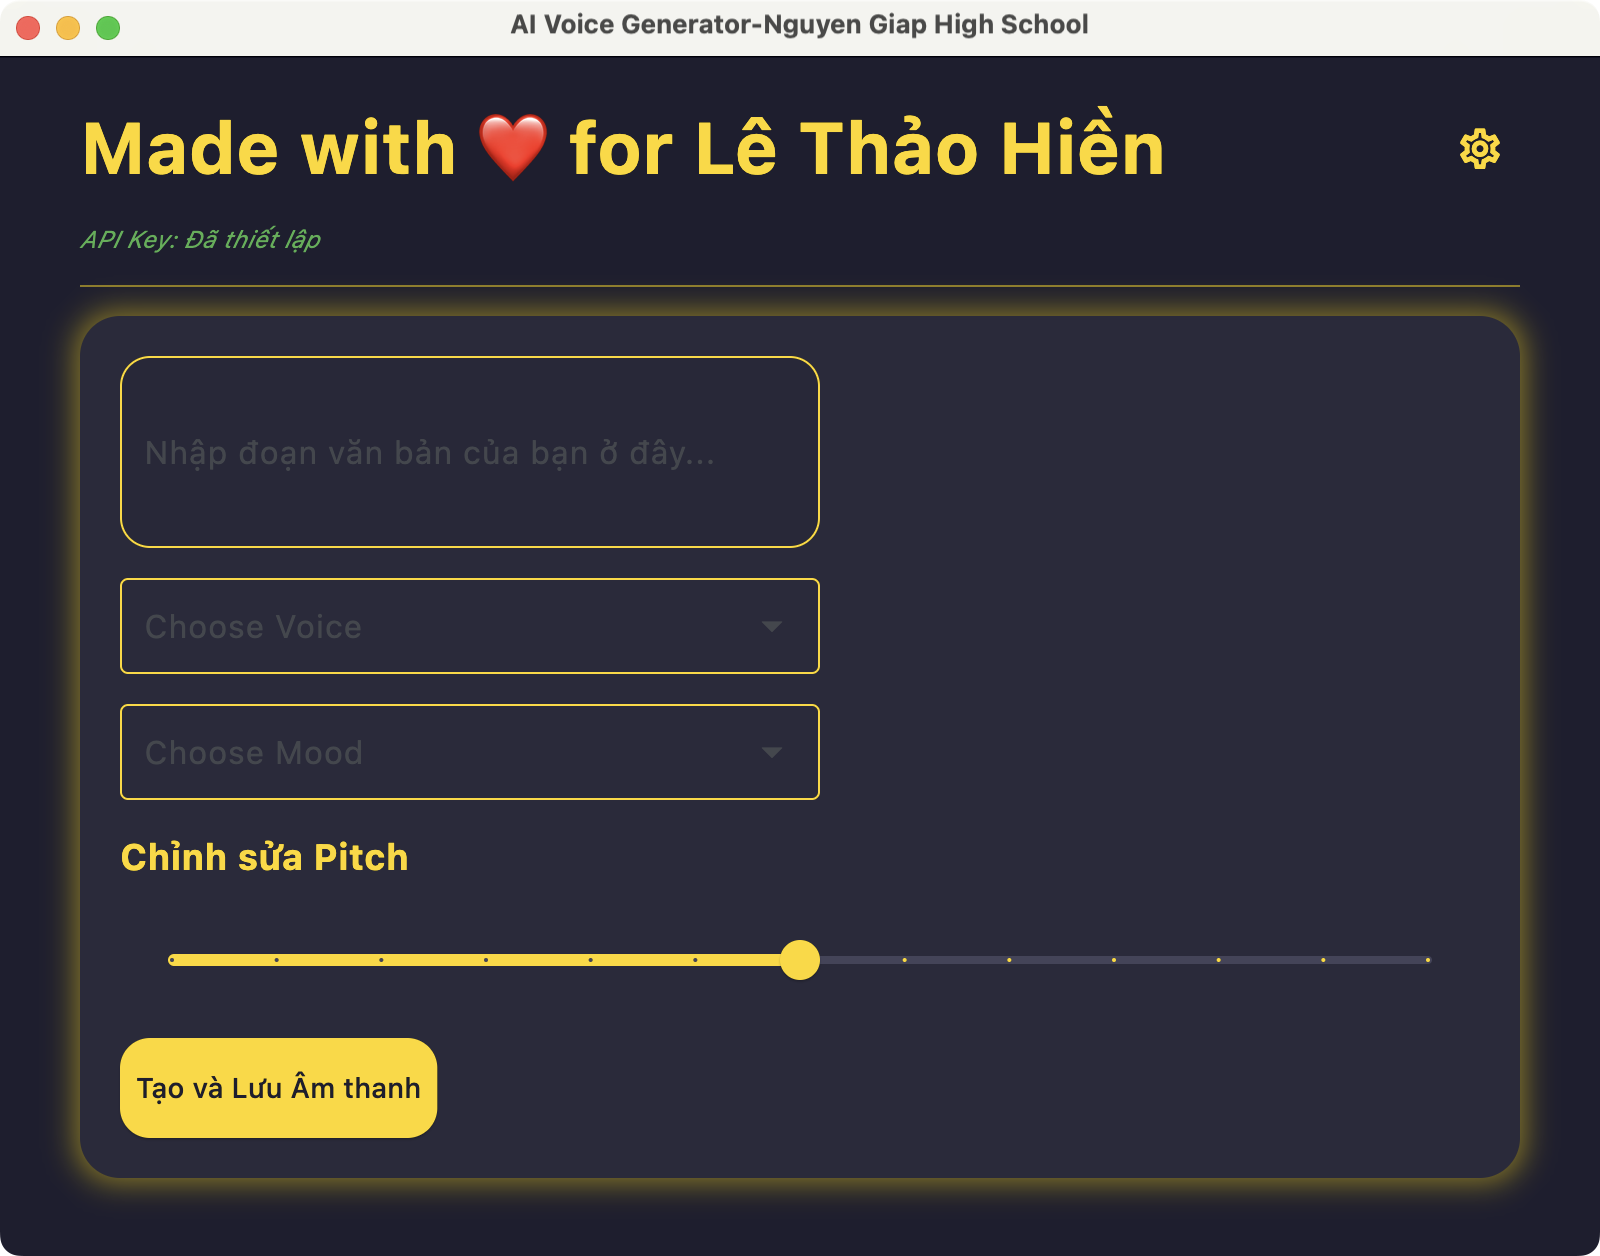 AI Voice Generator-Nguyen Giap High School
Made with ❤️ for Lê Thảo Hiền
API Key: Đã thiết lập
Nhập đoạn văn bản của bạn ở đây...
Choose Voice
Choose Mood
Chỉnh sửa Pitch
Tạo và Lưu Âm thanh